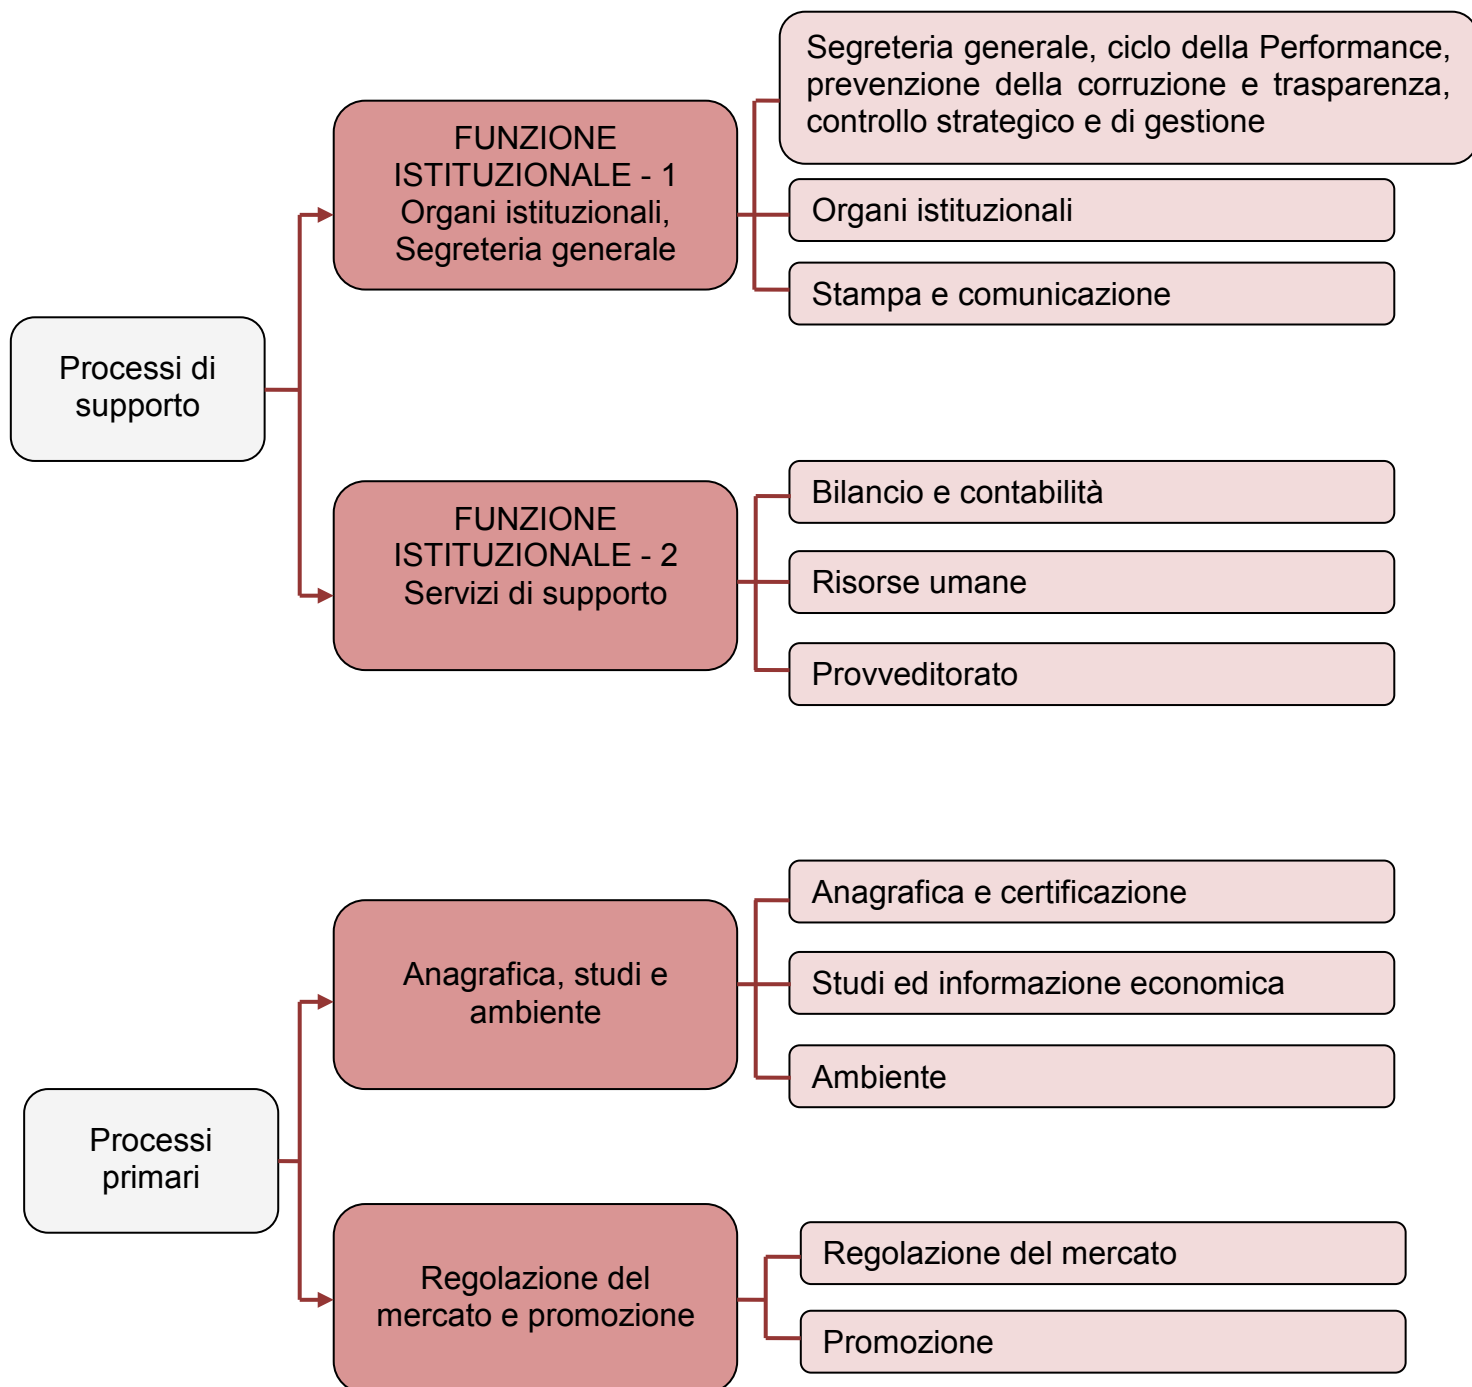 Processi di
supporto
FUNZIONE
ISTITUZIONALE - 1
Organi istituzionali,
Segreteria generale
Segreteria generale, ciclo della Performance,
prevenzione della corruzione e trasparenza,
controllo strategico e di gestione
Organi istituzionali
Stampa e comunicazione
FUNZIONE
ISTITUZIONALE - 2
Servizi di supporto
Bilancio e contabilità
Risorse umane
Provveditorato
Processi
primari
Anagrafica, studi e
ambiente
Anagrafica e certificazione
Studi ed informazione economica
Ambiente
Regolazione del
mercato e promozione
Regolazione del mercato
Promozione